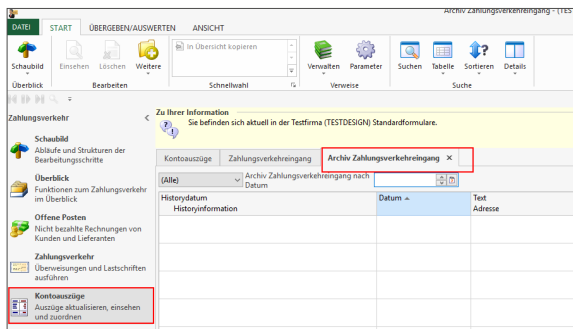 Archiv Zahlungsverkehreingang - (TES
DATEI START ÜBERGEBEN/AUSWERTEN ANSICHT
In Übersicht kopieren
Schaubild Einsehen Löschen Weitere Verwalten Parameter Suchen Tabelle Sortieren Details
Überblick Bearbeiten Schnellwahl Verweise Suche
Zahlungsverkehr
Schaubild
Abläufe und Strukturen der
Bearbeitungsschritte
Überblick
Funktionen zum Zahlungsverkehr
im Überblick
Offene Posten
Nicht bezahlte Rechnungen von
Kunden und Lieferanten
Zahlungsverkehr
Überweisungen und Lastschriften
ausführen
Kontoauszüge
Auszüge aktualisieren, einsehen
und zuordnen
Zu Ihrer Information
Sie befinden sich aktuell in der Testfirma (TESTDESIGN) Standardformulare.
Kontoauszüge Zahlungsverkehreingang Archiv Zahlungsverkehreingang ×
(Alle) Archiv Zahlungsverkehreingang nach
Datum
Historydatum Datum Text
Historyinformation Adresse